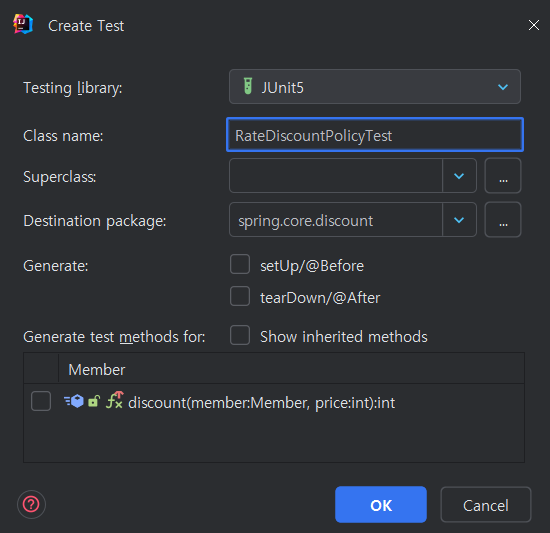 Create Test
Testing library:
JUnit5
Class name:
RateDiscountPolicyTest
Superclass:
...
Destination package:
spring.core.discount
...
Generate:
setUp/@Before
tearDown/@After
Generate test methods for:
Show inherited methods
Member
discount(member:Member, price:int):int
?
OK
Cancel